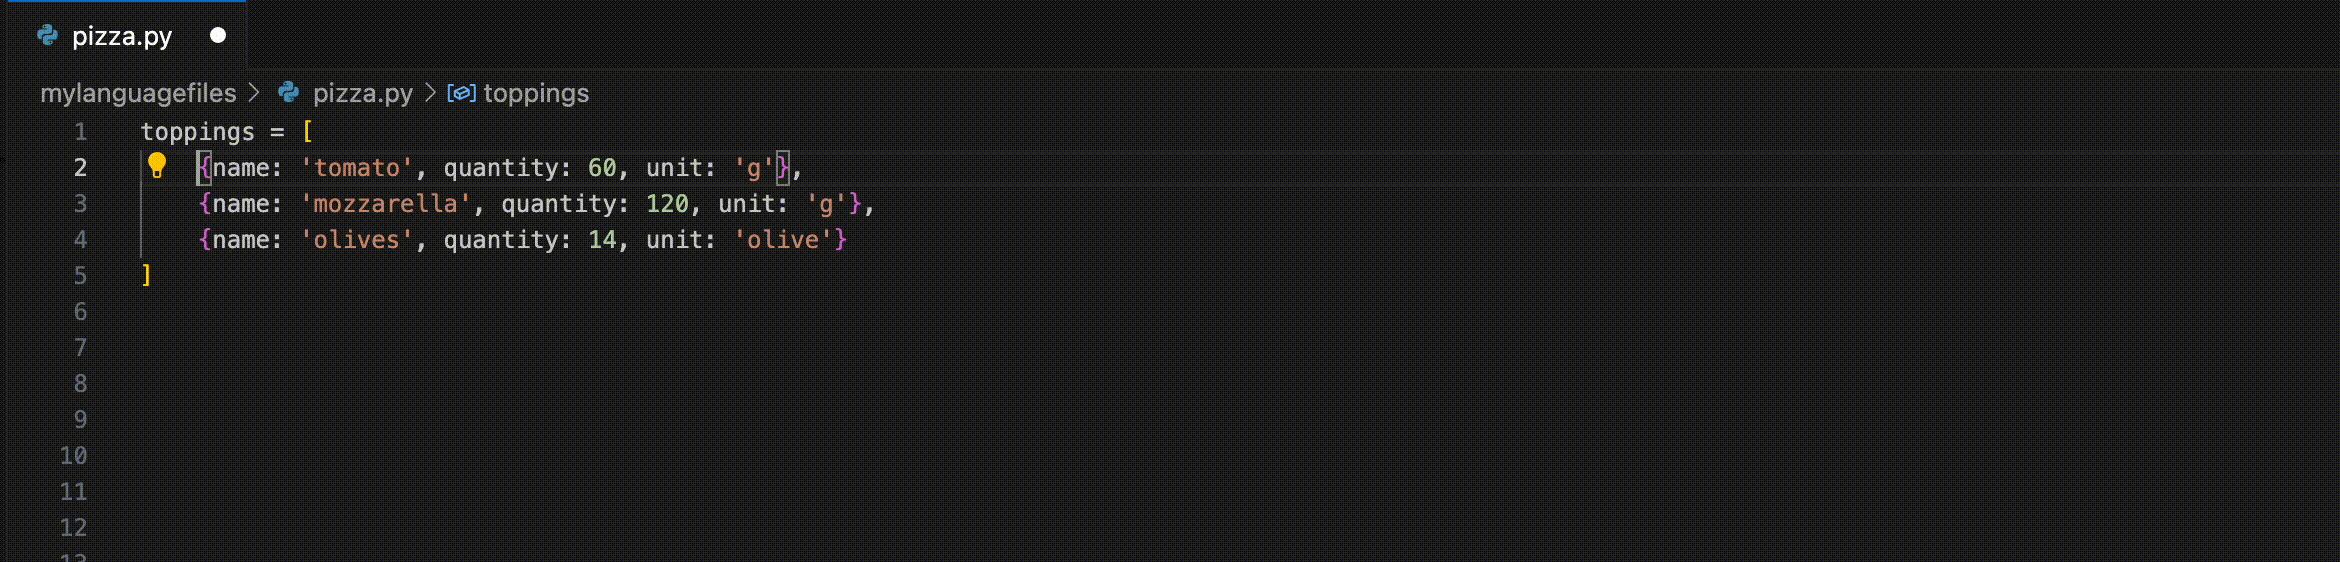 pizza.py
mylanguagefiles > pizza.py > toppings
1 toppings = [
2 {name: 'tomato', quantity: 60, unit: 'g'},
3 {name: 'mozzarella', quantity: 120, unit: 'g'},
4 {name: 'olives', quantity: 14, unit: 'olive'}
5 ]
6
7
8
9
10
11
12
13